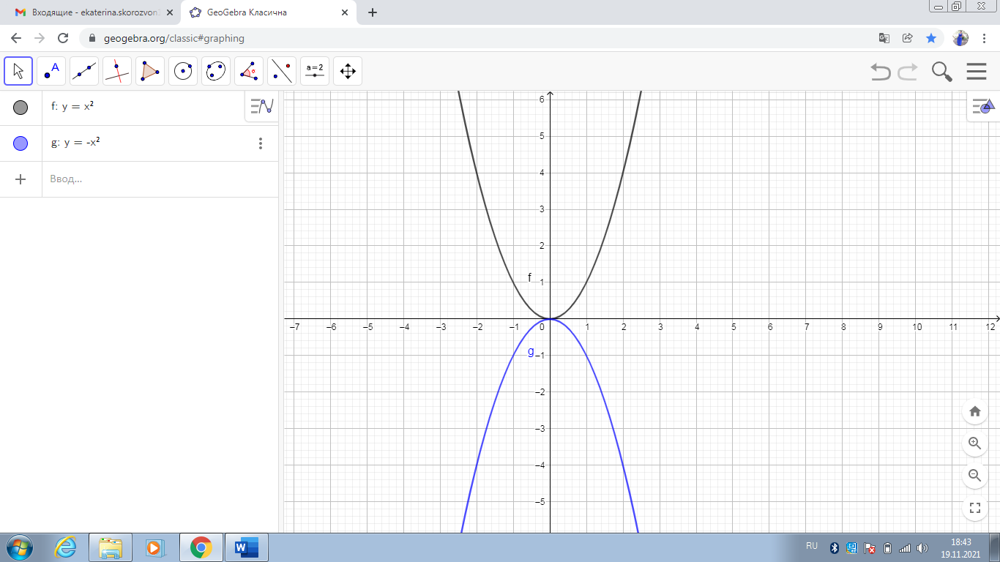 Входящие - ekaterina.skorozvon
GeoGebra Класична
geogebra.org/classic#graphing
A
a=2
f: y = x²
g: y = -x²
Ввод...
6
5
4
3
2
1
f
–7 –6 –5 –4 –3 –2 –1 0 1 2 3 4 5 6 7 8 9 10 11 12
g
–1
–2
–3
–4
–5
RU
18:43
19.11.2021